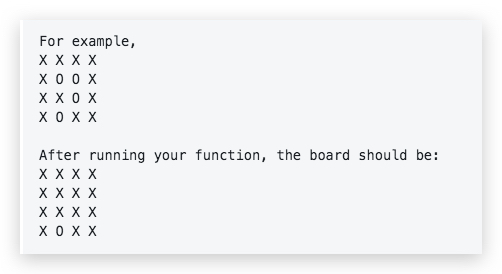 For example,
X X X X
X O O X
X X O X
X O X X
After running your function, the board should be:
X X X X
X X X X
X X X X
X O X X